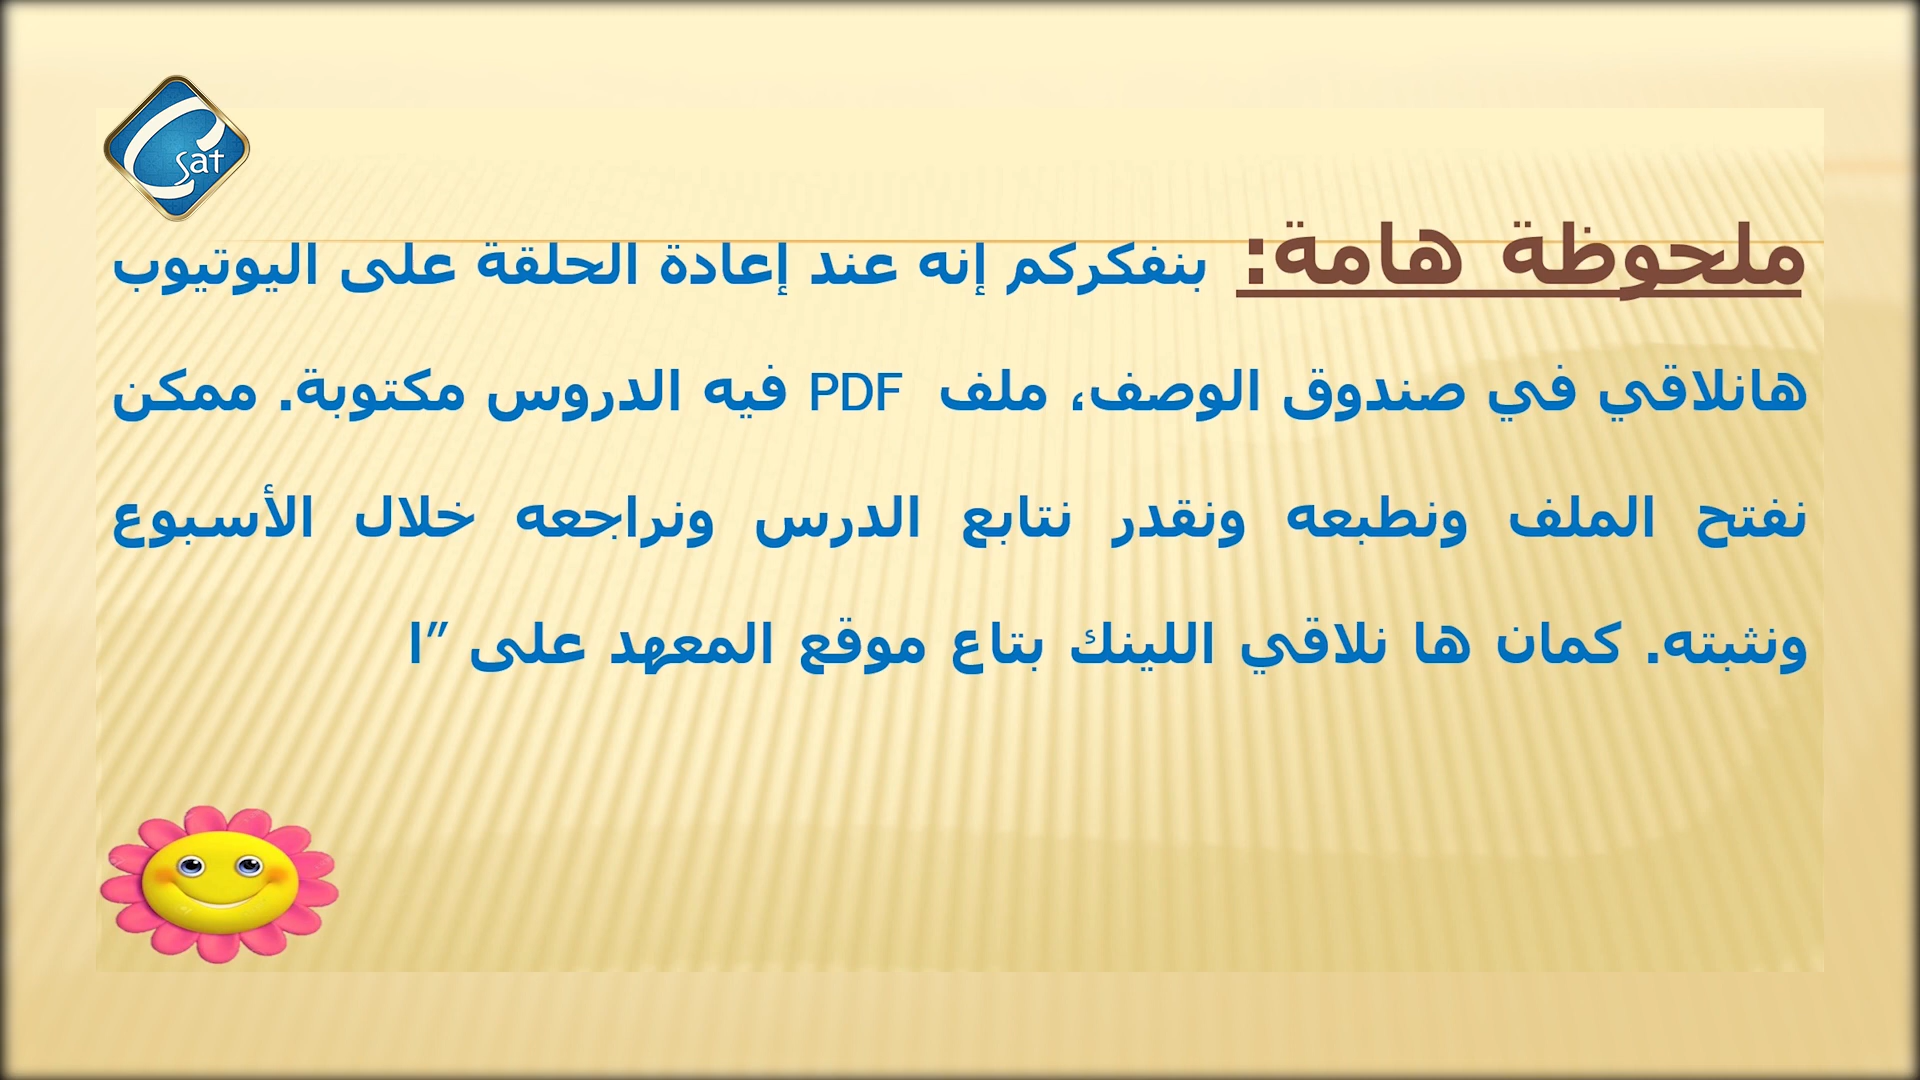 C sat
ملحوظة هامة: بنفكركم إنه عند إعادة الحلقة على اليوتيوب
هانلاقي في صندوق الوصف، ملف PDF فيه الدروس مكتوبة. ممكن
نفتح الملف ونطبعه ونقدر نتابع الدرس ونراجعه خلال الأسبوع
ونثبته. كمان ها نلاقي اللينك بتاع موقع المعهد على ”ا